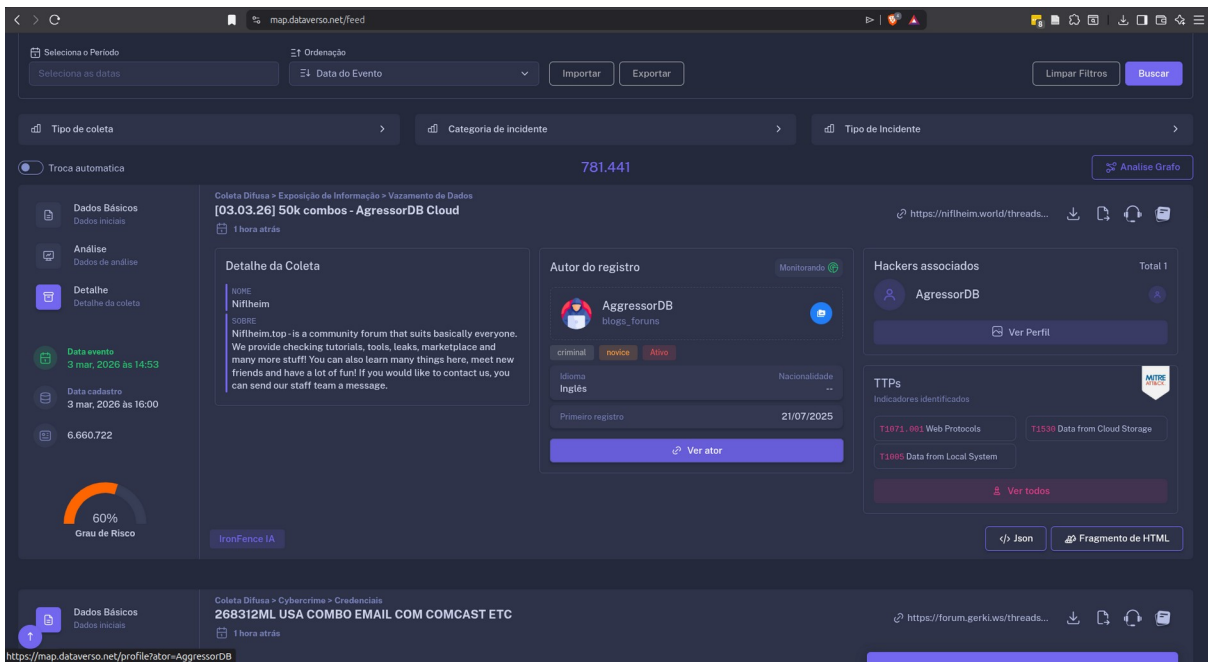 map.dataverso.net/feed
Seleciona o Período
Ordenação
Seleciona as datas
Data do Evento
Importar
Exportar
Limpar Filtros
Buscar
Tipo de coleta
Categoria de incidente
Tipo de Incidente
Troca automatica
781.441
Analise Grafo
Dados Básicos
Dados iniciais
Análise
Dados de análise
Detalhe
Detalhe da coleta
Data evento
3 mar, 2026 às 14:53
Data cadastro
3 mar, 2026 às 16:00
6.660.722
60%
Grau de Risco
Coleta Difusa > Exposição de Informação > Vazamento de Dados
[03.03.26] 50k combos - AgressorDB Cloud
1 hora atrás
https://niflheim.world/threads...
Detalhe da Coleta
NOME
Niflheim
SOBRE
Niflheim.top - is a community forum that suits basically everyone.
We provide checking tutorials, tools, leaks, marketplace and
many more stuff! You can also learn many things here, meet new
friends and have a lot of fun! If you would like to contact us, you
can send our staff team a message.
Autor do registro
Monitorando
AggressorDB
blogs_foruns
criminal
novice
Ativo
Idioma
Inglês
Nacionalidade
--
Primeiro registro
21/07/2025
Ver ator
Hackers associados
Total 1
AgressorDB
Ver Perfil
TTPs
Indicadores identificados
MITRE
ATT&CK
T1071.001 Web Protocols
T1530 Data from Cloud Storage
T1005 Data from Local System
Ver todos
IronFence IA
</> Json
Fragmento de HTML
Dados Básicos
Dados iniciais
Coleta Difusa > Cybercrime > Credenciais
268312ML USA COMBO EMAIL COM COMCAST ETC
1 hora atrás
https://forum.gerki.ws/threads...
https://map.dataverso.net/profile?ator=AggressorDB